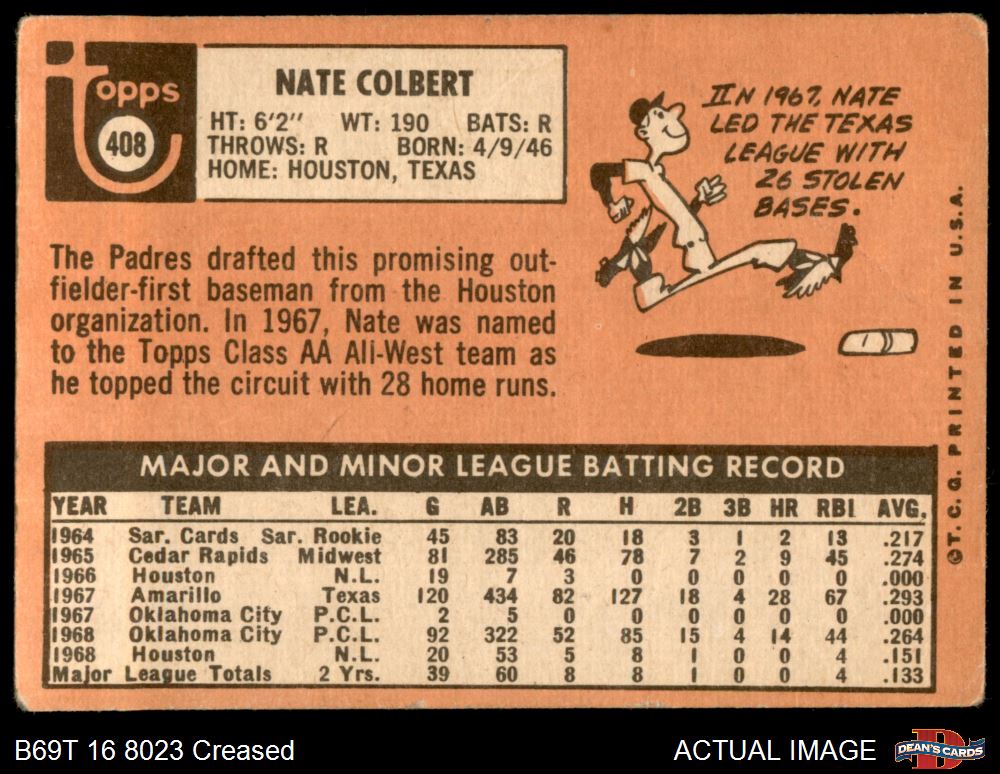 topps
408
NATE COLBERT
HT: 6'2" WT: 190 BATS: R
THROWS: R BORN: 4/9/46
HOME: HOUSTON, TEXAS
IN 1967, NATE
LED THE TEXAS
LEAGUE WITH
26 STOLEN
BASES.
The Padres drafted this promising out-
fielder-first baseman from the Houston
organization. In 1967, Nate was named
to the Topps Class AA All-West team as
he topped the circuit with 28 home runs.
©T. C. G. PRINTED IN U.S.A.
MAJOR AND MINOR LEAGUE BATTING RECORD
YEAR TEAM LEA. G AB R H 2B 3B HR RBI AVG.
1964 Sar. Cards Sar. Rookie 45 83 20 18 3 1 2 13 .217
1965 Cedar Rapids Midwest 81 285 46 78 7 2 9 45 .274
1966 Houston N.L. 19 7 3 0 0 0 0 0 .000
1967 Amarillo Texas 120 434 82 127 18 4 28 67 .293
1967 Oklahoma City P.C.L. 2 5 0 0 0 0 0 0 .000
1968 Oklahoma City P.C.L. 92 322 52 85 15 4 14 44 .264
1968 Houston N.L. 20 53 5 8 1 0 0 4 .151
Major League Totals 2 Yrs. 39 60 8 8 1 0 0 4 .133
B69T 16 8023 Creased
ACTUAL IMAGE
DEAN'S CARDS